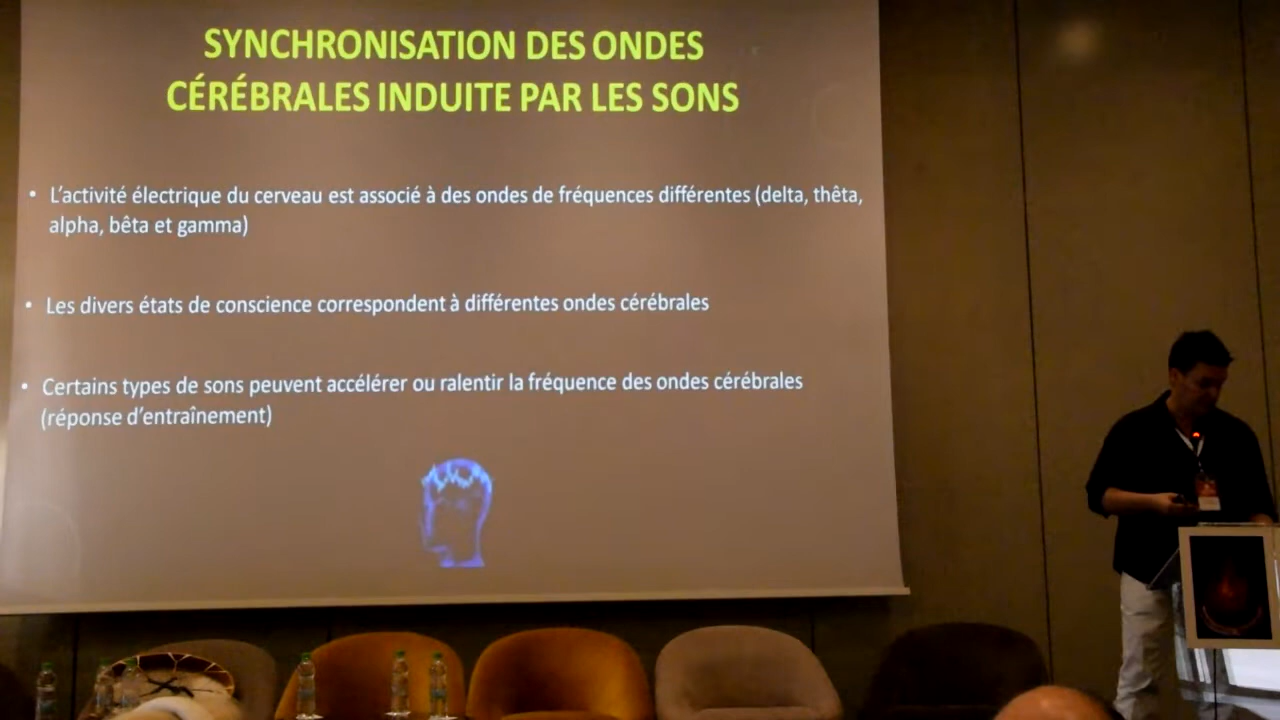 SYNCHRONISATION DES ONDES
CÉRÉBRALES INDUITE PAR LES SONS
• L'activité électrique du cerveau est associé à des ondes de fréquences différentes (delta, thêta,
alpha, bêta et gamma)
• Les divers états de conscience correspondent à différentes ondes cérébrales
• Certains types de sons peuvent accélérer ou ralentir la fréquence des ondes cérébrales
(réponse d'entraînement)